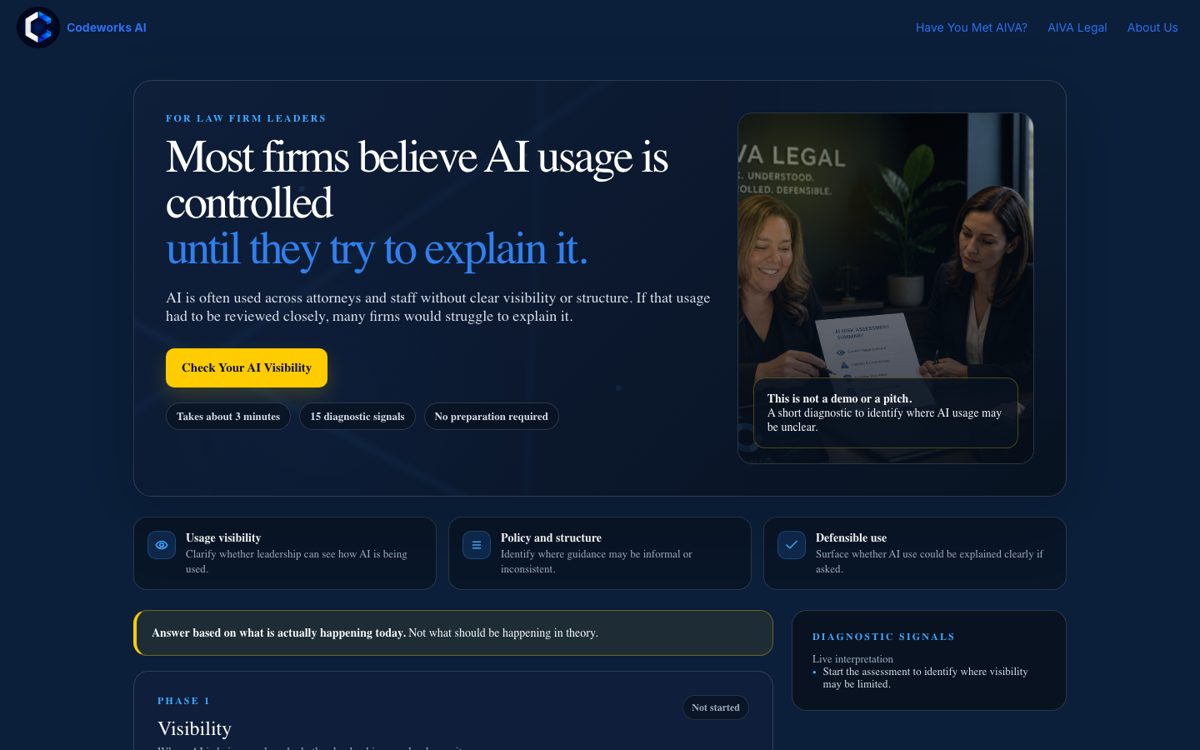 Codeworks AI
Have You Met AIVA?
AIVA Legal
About Us
FOR LAW FIRM LEADERS
Most firms believe AI usage is
controlled
until they try to explain it.
AI is often used across attorneys and staff without clear visibility or structure. If that usage
had to be reviewed closely, many firms would struggle to explain it.
Check Your AI Visibility
Takes about 3 minutes
15 diagnostic signals
No preparation required
VA LEGAL
UNDERSTOOD.
OLLED. DEFENSIBLE.
AI RISK ASSESSMENT
SUMMARY
This is not a demo or a pitch.
A short diagnostic to identify where AI usage may
be unclear.
Usage visibility
Clarify whether leadership can see how AI is being
used.
Policy and structure
Identify where guidance may be informal or
inconsistent.
Defensible use
Surface whether AI use could be explained clearly if
asked.
Answer based on what is actually happening today. Not what should be happening in theory.
DIAGNOSTIC SIGNALS
Live interpretation
• Start the assessment to identify where visibility
may be limited.
PHASE 1
Not started
Visibility